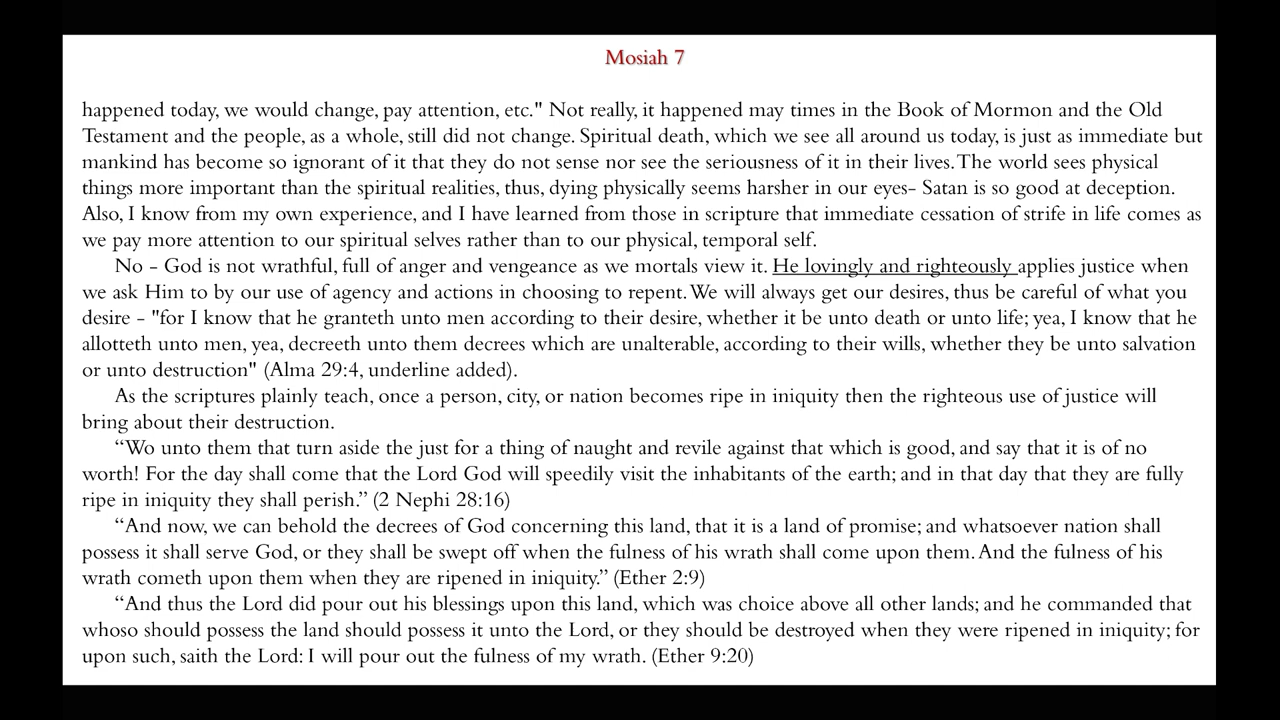 Mosiah 7
happened today, we would change, pay attention, etc." Not really, it happened may times in the Book of Mormon and the Old
Testament and the people, as a whole, still did not change. Spiritual death, which we see all around us today, is just as immediate but
mankind has become so ignorant of it that they do not sense nor see the seriousness of it in their lives. The world sees physical
things more important than the spiritual realities, thus, dying physically seems harsher in our eyes- Satan is so good at deception.
Also, I know from my own experience, and I have learned from those in scripture that immediate cessation of strife in life comes as
we pay more attention to our spiritual selves rather than to our physical, temporal self.
No - God is not wrathful, full of anger and vengeance as we mortals view it. He lovingly and righteously applies justice when
we ask Him to by our use of agency and actions in choosing to repent. We will always get our desires, thus be careful of what you
desire - "for I know that he granteth unto men according to their desire, whether it be unto death or unto life; yea, I know that he
allotteth unto men, yea, decreeth unto them decrees which are unalterable, according to their wills, whether they be unto salvation
or unto destruction" (Alma 29:4, underline added).
As the scriptures plainly teach, once a person, city, or nation becomes ripe in iniquity then the righteous use of justice will
bring about their destruction.
“Wo unto them that turn aside the just for a thing of naught and revile against that which is good, and say that it is of no
worth! For the day shall come that the Lord God will speedily visit the inhabitants of the earth; and in that day that they are fully
ripe in iniquity they shall perish.” (2 Nephi 28:16)
“And now, we can behold the decrees of God concerning this land, that it is a land of promise; and whatsoever nation shall
possess it shall serve God, or they shall be swept off when the fulness of his wrath shall come upon them. And the fulness of his
wrath cometh upon them when they are ripened in iniquity.” (Ether 2:9)
“And thus the Lord did pour out his blessings upon this land, which was choice above all other lands; and he commanded that
whoso should possess the land should possess it unto the Lord, or they should be destroyed when they were ripened in iniquity; for
upon such, saith the Lord: I will pour out the fulness of my wrath. (Ether 9:20)